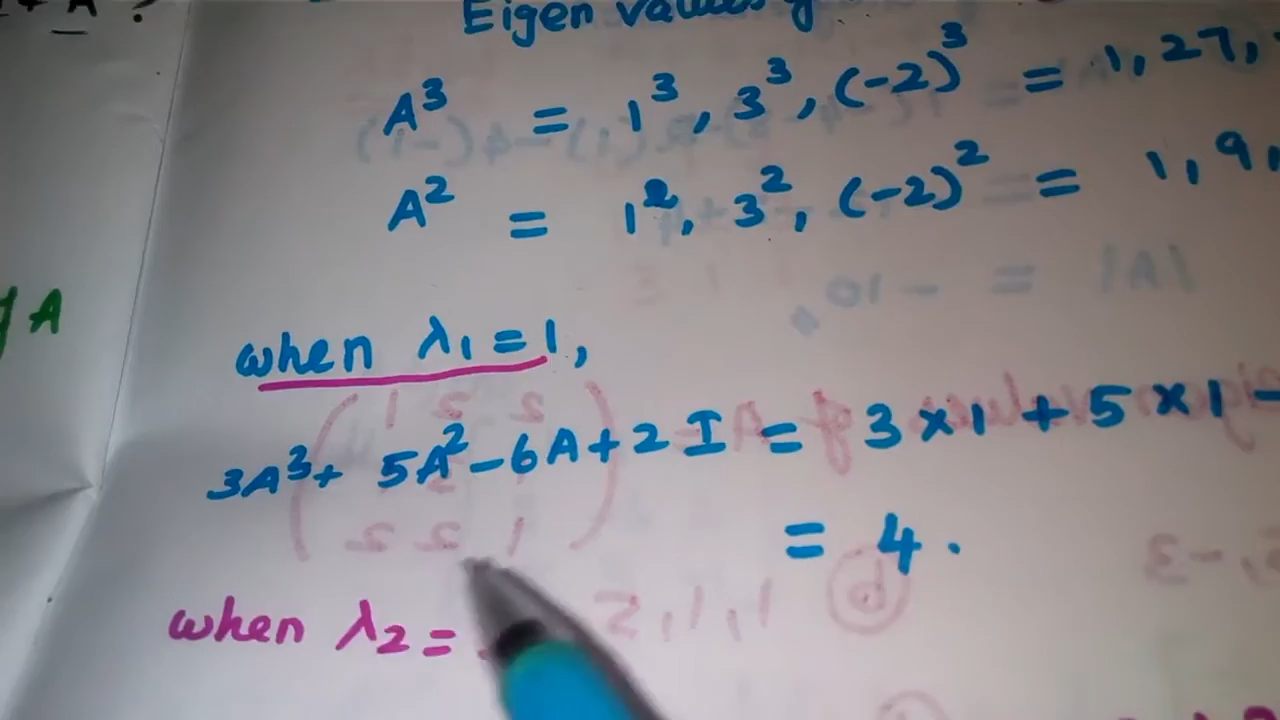 + A ?
Eigen values
A³ = 1³, 3³, (-2)³ = 1, 27,
A² = 1², 3², (-2)² = 1, 9,
A
when λ₁ = 1,
3A³ + 5A² - 6A + 2I = 3 × 1 + 5 × 1 -
= 4.
when λ₂ =